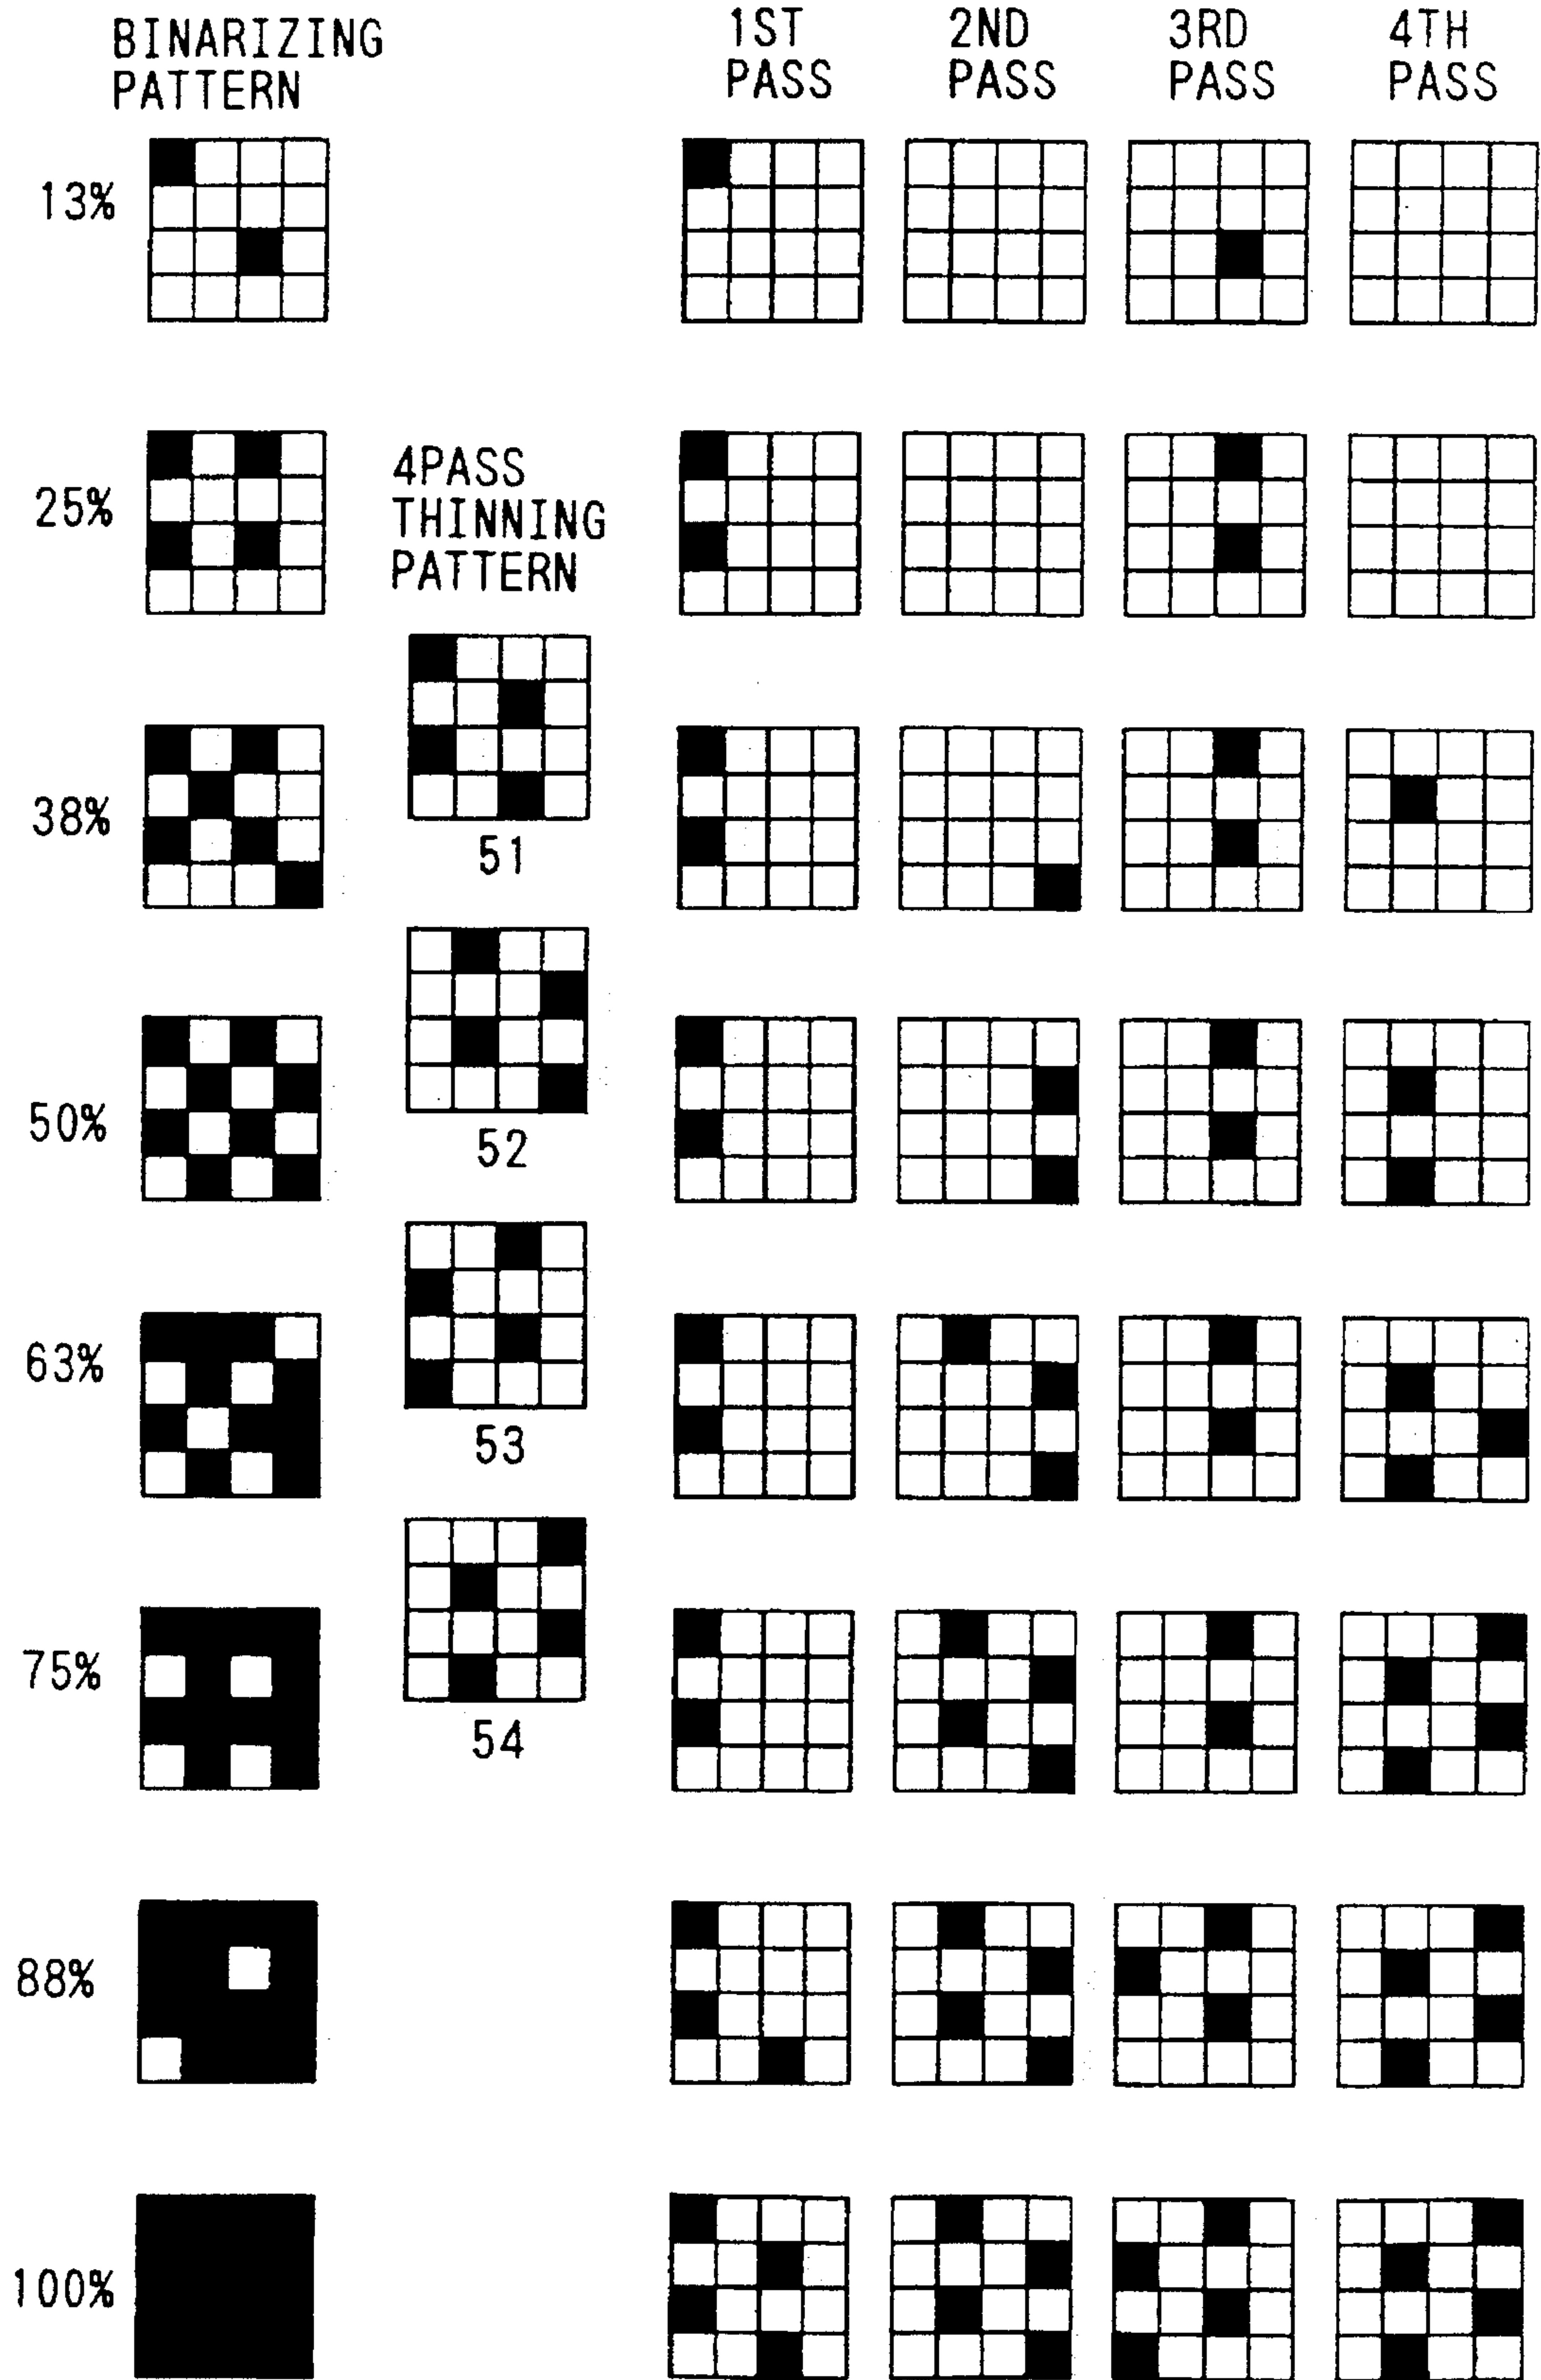 BINARIZING
PATTERN
1ST
PASS
2ND
PASS
3RD
PASS
4TH
PASS
13%
25%
4PASS
THINNING
PATTERN
38%
51
50%
52
63%
53
75%
54
88%
100%